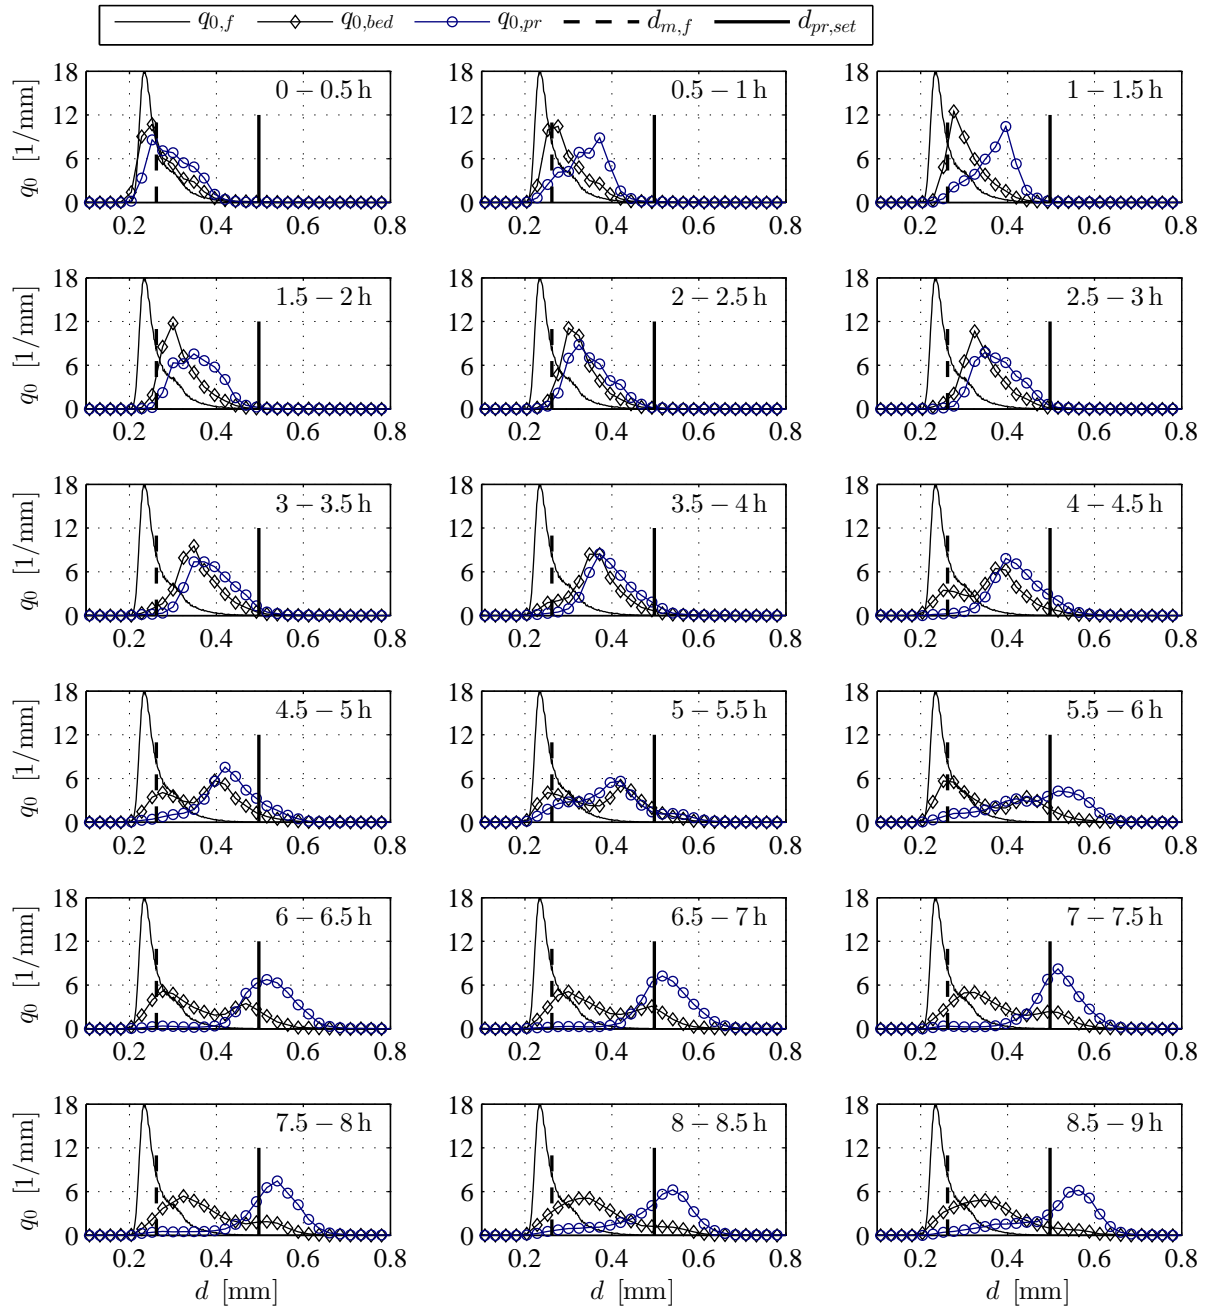 q0,f q0,bed q0,pr dm,f dpr,set
18 12 6 0 q0 [1/mm] 0 − 0.5 h 0.2 0.4 0.6 0.8
18 12 6 0 0.5 − 1 h 0.2 0.4 0.6 0.8
18 12 6 0 1 − 1.5 h 0.2 0.4 0.6 0.8
18 12 6 0 q0 [1/mm] 1.5 − 2 h 0.2 0.4 0.6 0.8
18 12 6 0 2 − 2.5 h 0.2 0.4 0.6 0.8
18 12 6 0 2.5 − 3 h 0.2 0.4 0.6 0.8
18 12 6 0 q0 [1/mm] 3 − 3.5 h 0.2 0.4 0.6 0.8
18 12 6 0 3.5 − 4 h 0.2 0.4 0.6 0.8
18 12 6 0 4 − 4.5 h 0.2 0.4 0.6 0.8
18 12 6 0 q0 [1/mm] 4.5 − 5 h 0.2 0.4 0.6 0.8
18 12 6 0 5 − 5.5 h 0.2 0.4 0.6 0.8
18 12 6 0 5.5 − 6 h 0.2 0.4 0.6 0.8
18 12 6 0 q0 [1/mm] 6 − 6.5 h 0.2 0.4 0.6 0.8
18 12 6 0 6.5 − 7 h 0.2 0.4 0.6 0.8
18 12 6 0 7 − 7.5 h 0.2 0.4 0.6 0.8
18 12 6 0 q0 [1/mm] 7.5 − 8 h 0.2 0.4 0.6 0.8 d [mm]
18 12 6 0 8 − 8.5 h 0.2 0.4 0.6 0.8 d [mm]
18 12 6 0 8.5 − 9 h 0.2 0.4 0.6 0.8 d [mm]